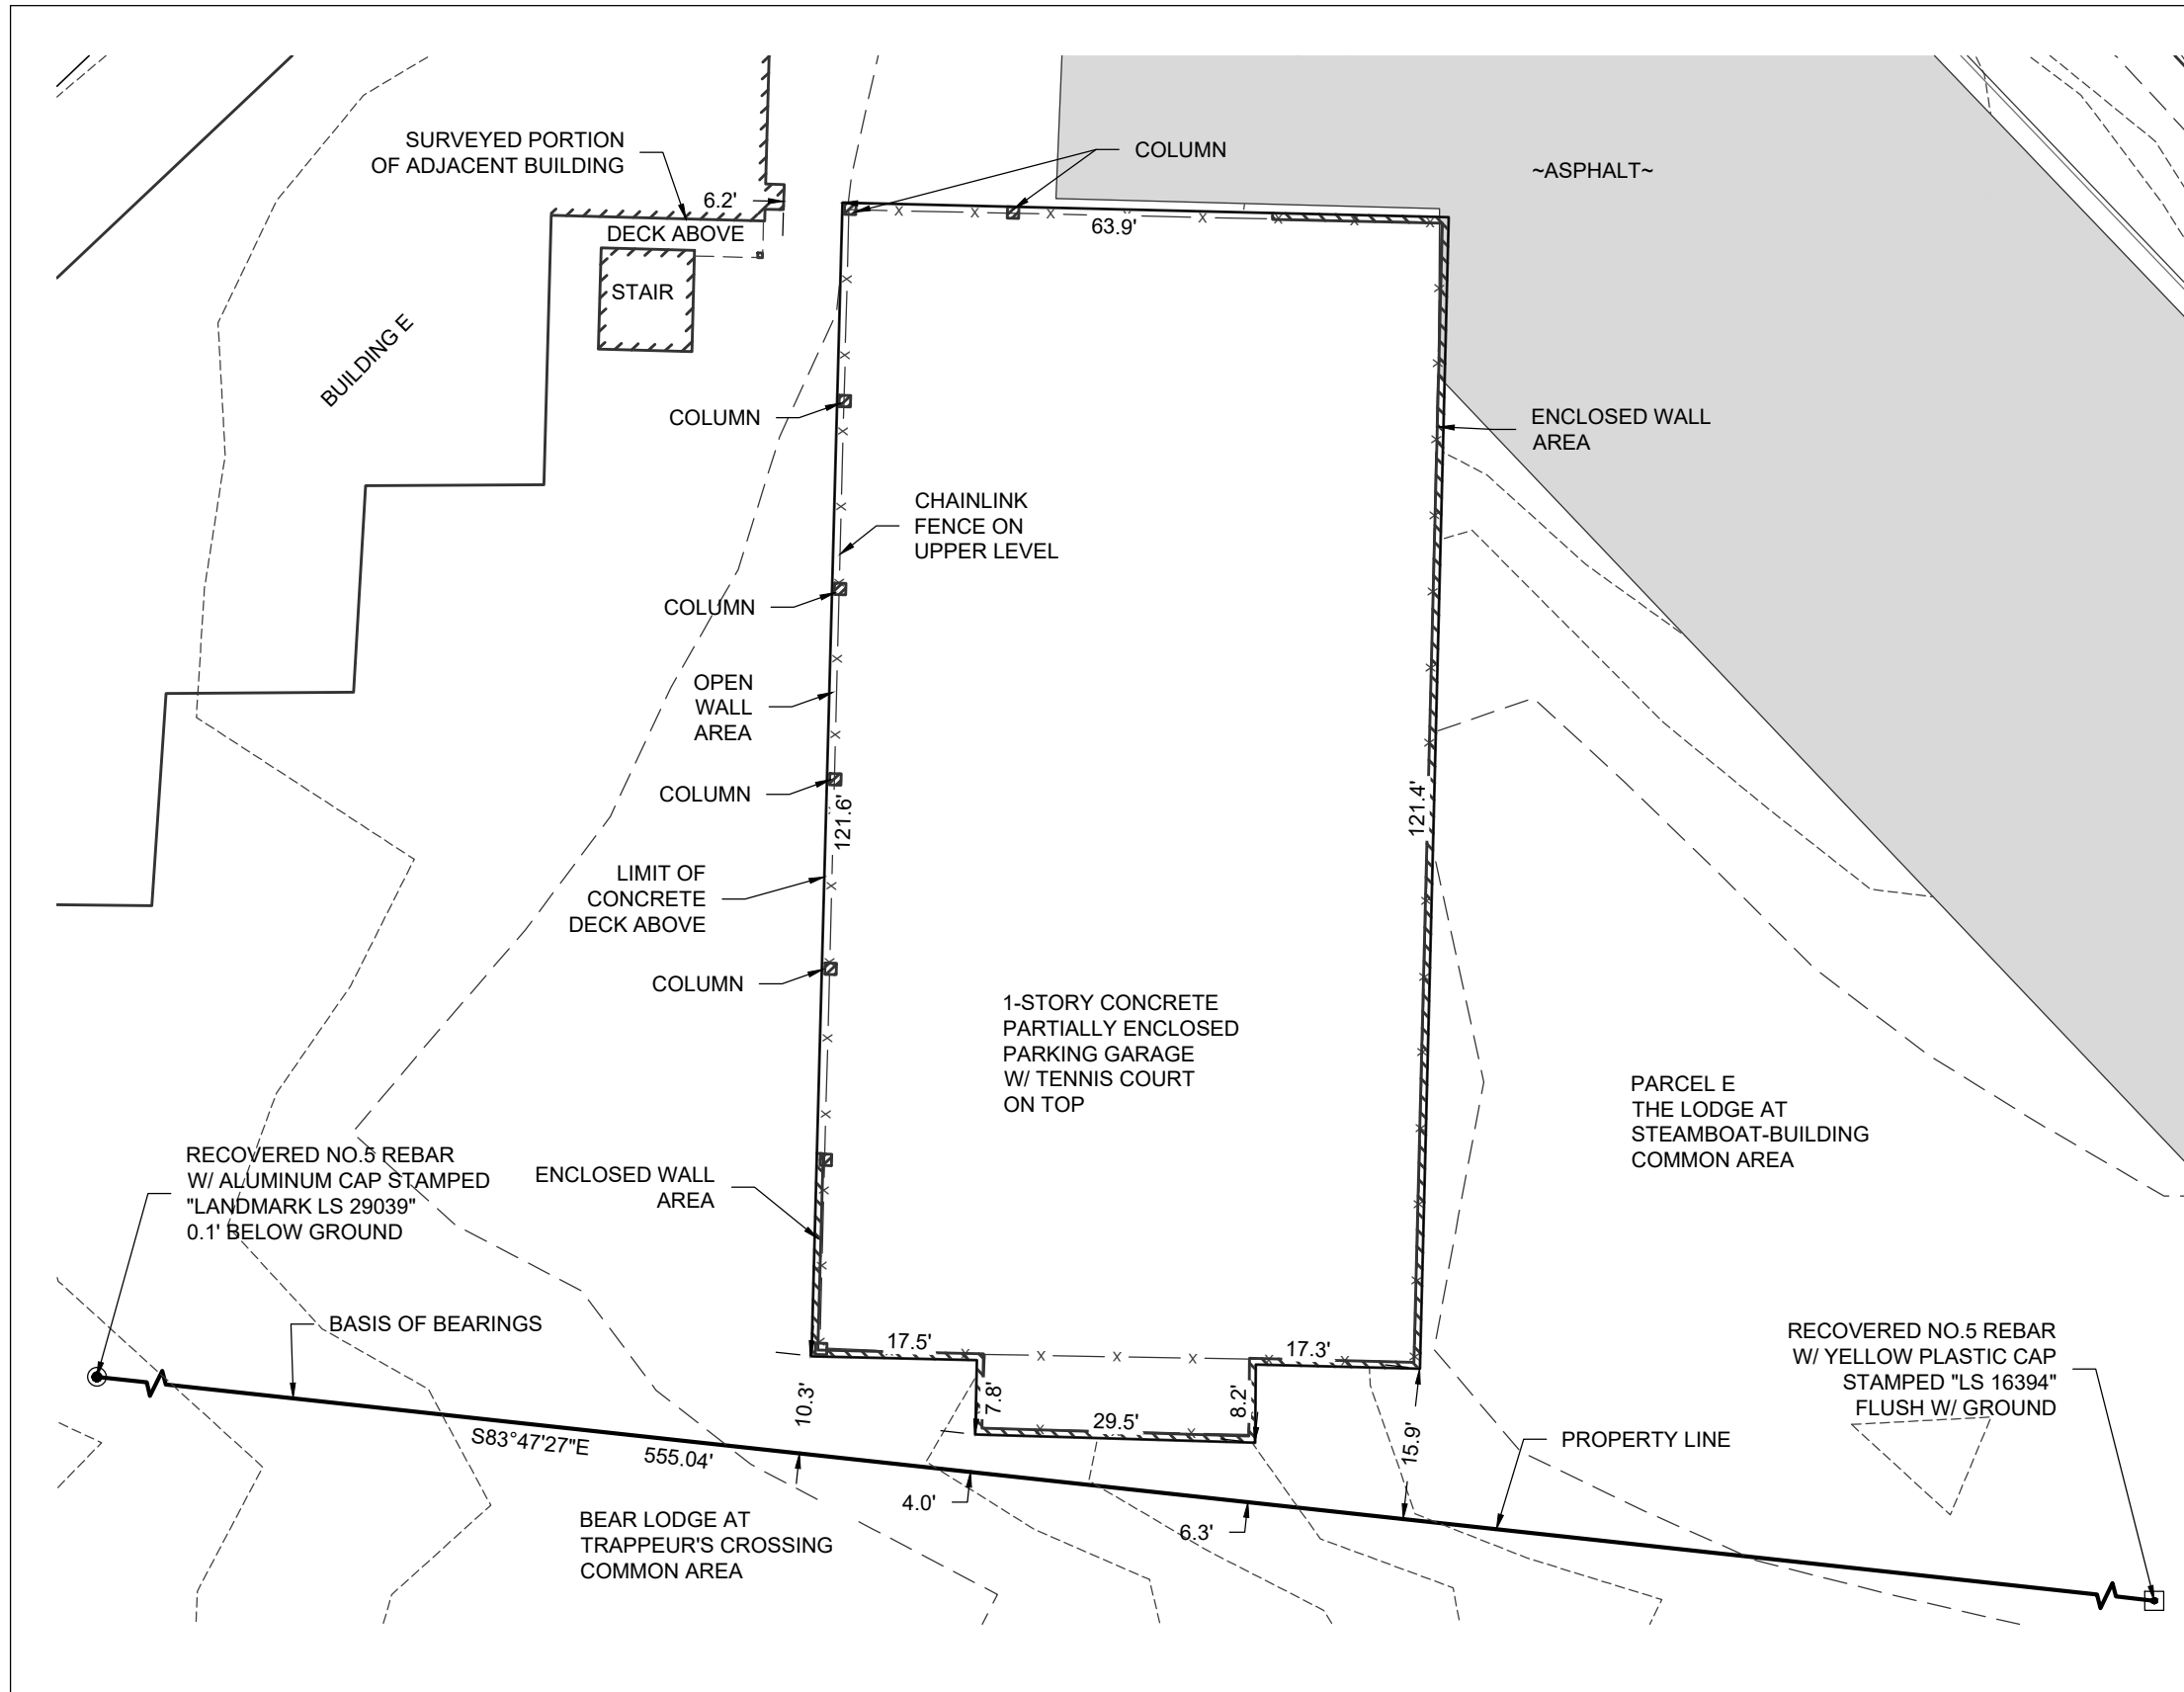 SURVEYED PORTION
OF ADJACENT BUILDING
COLUMN
~ASPHALT~
6.2'
63.9'
DECK ABOVE
STAIR
BUILDING E
COLUMN
ENCLOSED WALL
AREA
CHAINLINK
FENCE ON
UPPER LEVEL
COLUMN
OPEN
WALL
AREA
COLUMN
121.6'
121.4'
LIMIT OF
CONCRETE
DECK ABOVE
COLUMN
1-STORY CONCRETE
PARTIALLY ENCLOSED
PARKING GARAGE
W/ TENNIS COURT
ON TOP
PARCEL E
THE LODGE AT
STEAMBOAT-BUILDING
COMMON AREA
RECOVERED NO.5 REBAR
W/ ALUMINUM CAP STAMPED
"LANDMARK LS 29039"
0.1' BELOW GROUND
ENCLOSED WALL
AREA
BASIS OF BEARINGS
17.5'
17.3'
RECOVERED NO.5 REBAR
W/ YELLOW PLASTIC CAP
STAMPED "LS 16394"
FLUSH W/ GROUND
10.3'
7.8'
8.2'
29.5'
15.9'
PROPERTY LINE
S83°47'27"E
555.04'
4.0'
6.3'
BEAR LODGE AT
TRAPPEUR'S CROSSING
COMMON AREA